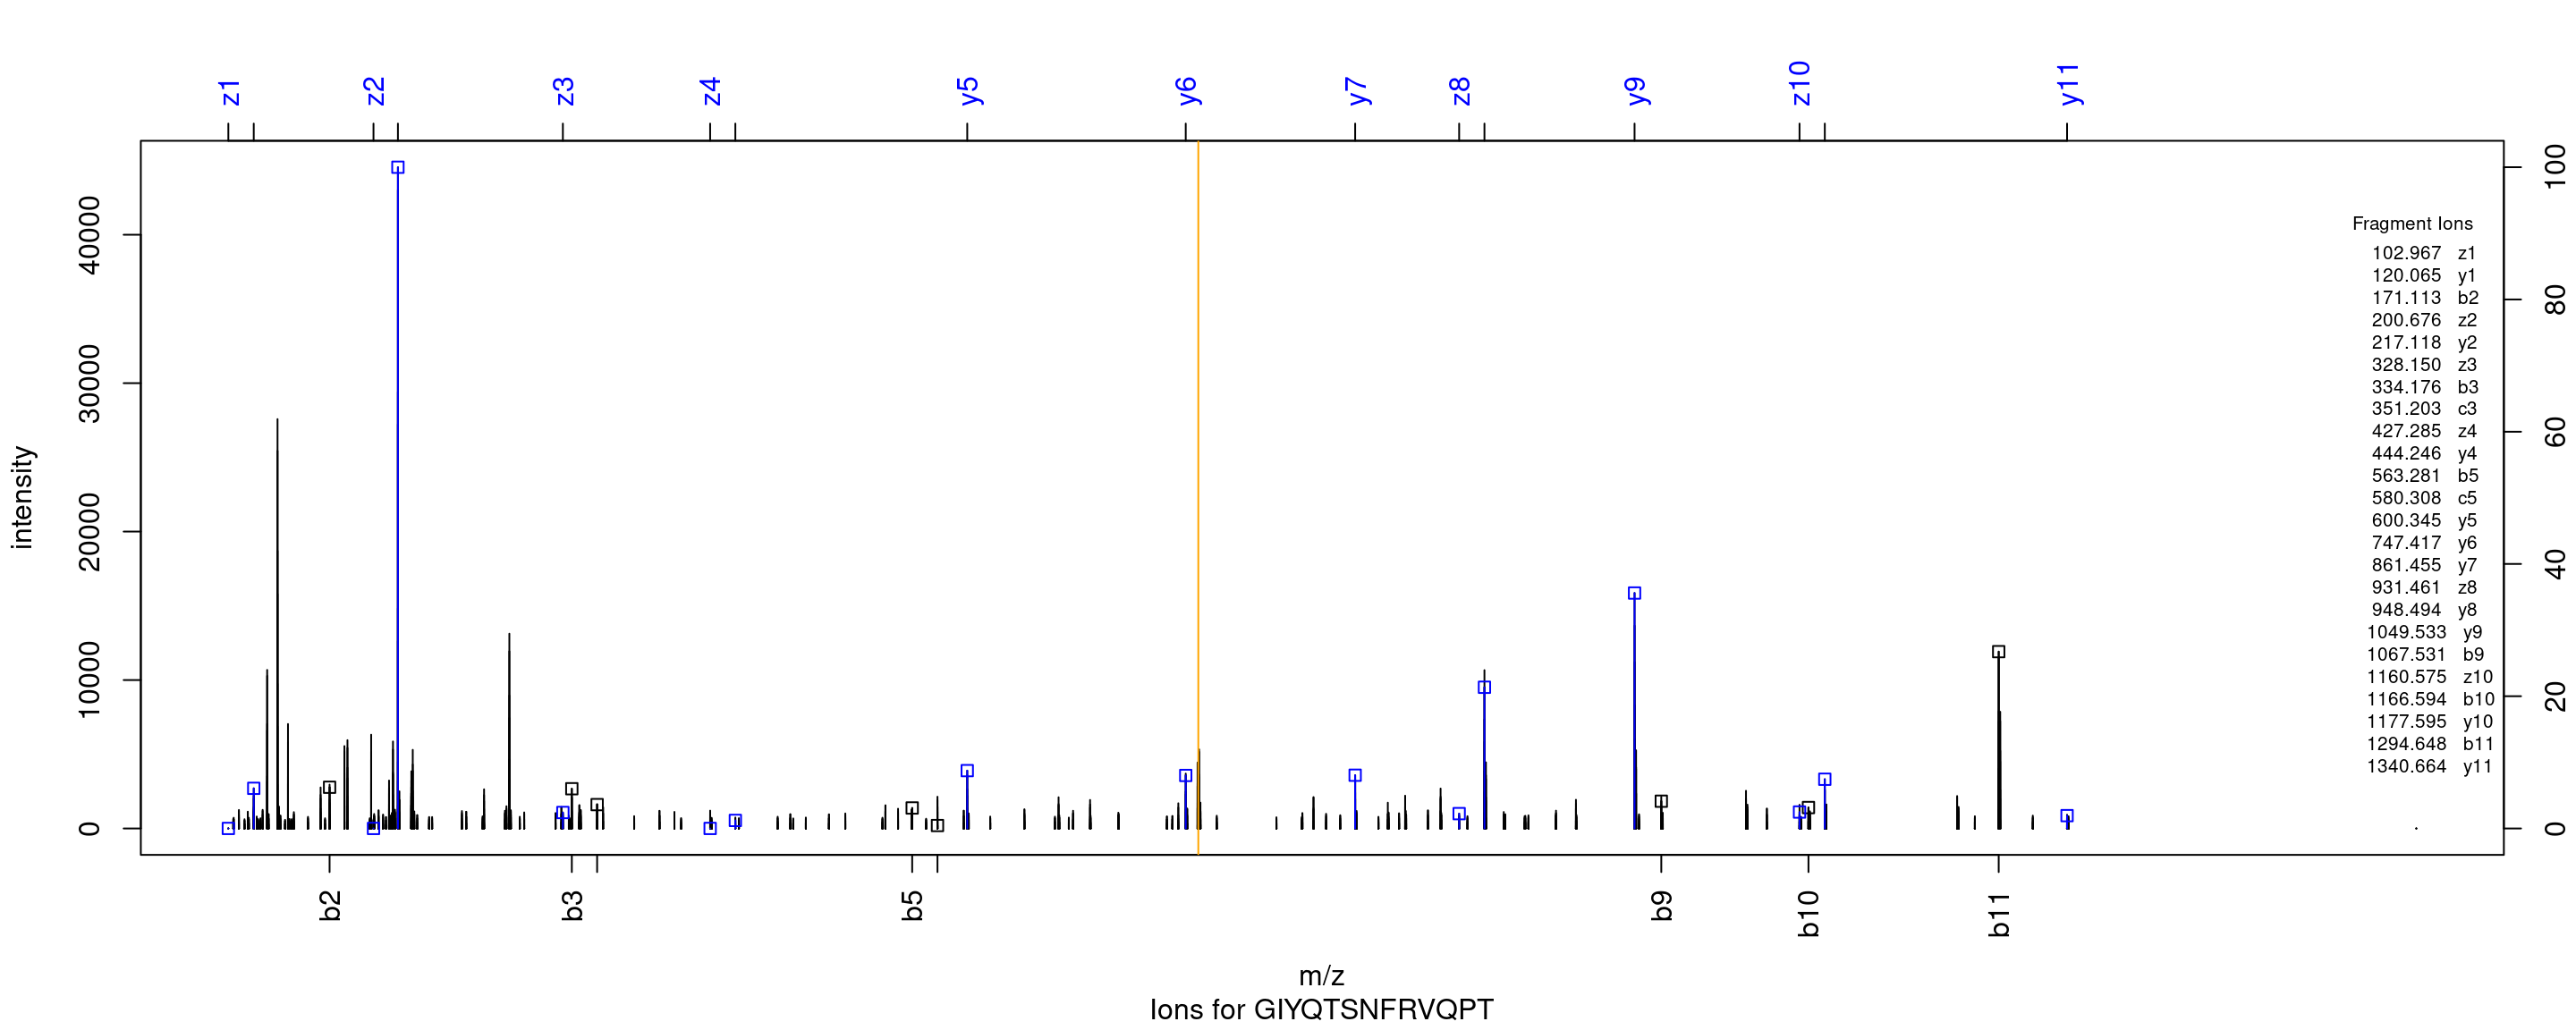 z1 z2 z3 z4 y5 y6 y7 z8 y9 z10 y11
intensity
0 10000 20000 30000 40000
0 20 40 60 80 100
Fragment Ions
102.967 z1
120.065 y1
171.113 b2
200.676 z2
217.118 y2
328.150 z3
334.176 b3
351.203 c3
427.285 z4
444.246 y4
563.281 b5
580.308 c5
600.345 y5
747.417 y6
861.455 y7
931.461 z8
948.494 y8
1049.533 y9
1067.531 b9
1160.575 z10
1166.594 b10
1177.595 y10
1294.648 b11
1340.664 y11
b2 b3 b5 b9 b10 b11
m/z
Ions for GIYQTSNFRVQPT